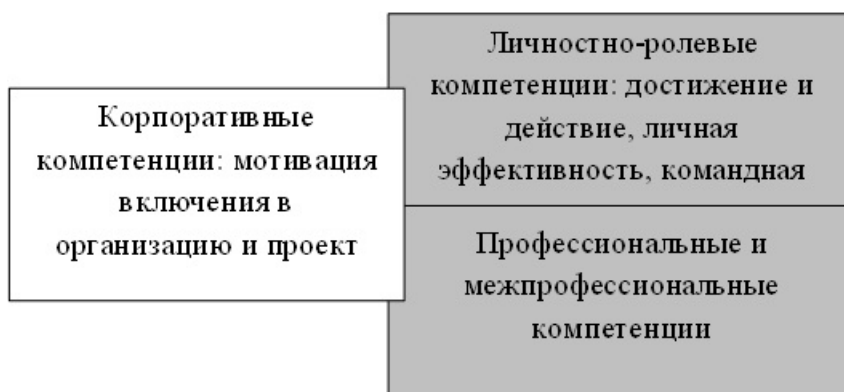 Корпоративные
компетенции: мотивация
включения в
организацию и проект
Личностно-ролевые
компетенции: достижение и
действие, личная
эффективность, командная
Профессиональные и
межпрофессиональные
компетенции